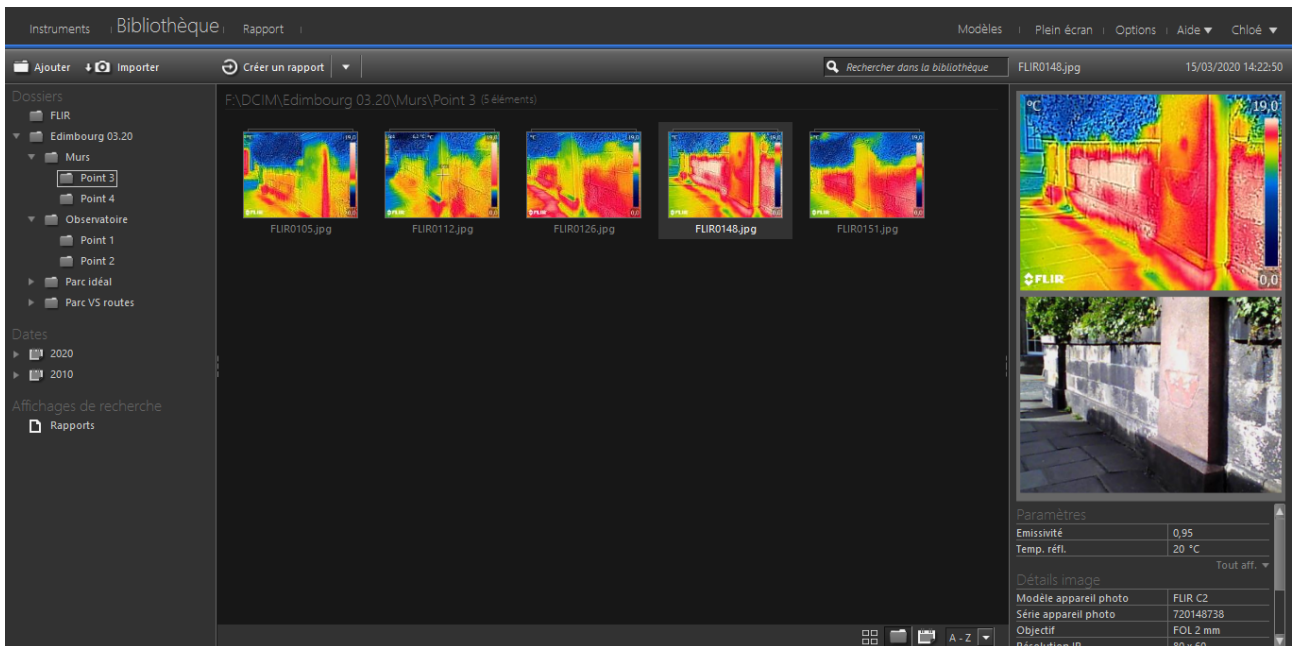 Instruments Bibliothèque Rapport Modèles Plein écran Options Aide Chloé
Ajouter Importer Créer un rapport Rechercher dans la bibliothèque FLIR0148.jpg 15/03/2020 14:22:50
Dossiers
FLIR
Edimbourg 03.20
Murs
Point 3
Point 4
Observatoire
Point 1
Point 2
Parc idéal
Parc VS routes
Dates
2020
2010
Affichages de recherche
Rapports
F:\DCIM\Edimbourg 03.20\Murs\Point 3 (5 éléments)
FLIR0105.jpg FLIR0112.jpg FLIR0126.jpg FLIR0148.jpg FLIR0151.jpg
A - Z
°C 19,0
FLIR 0,0
Paramètres
Emissivité 0,95
Temp. réfl. 20 °C
Tout aff.
Détails image
Modèle appareil photo FLIR C2
Série appareil photo 720148738
Objectif FOL 2 mm
Résolution IR 80 x 60